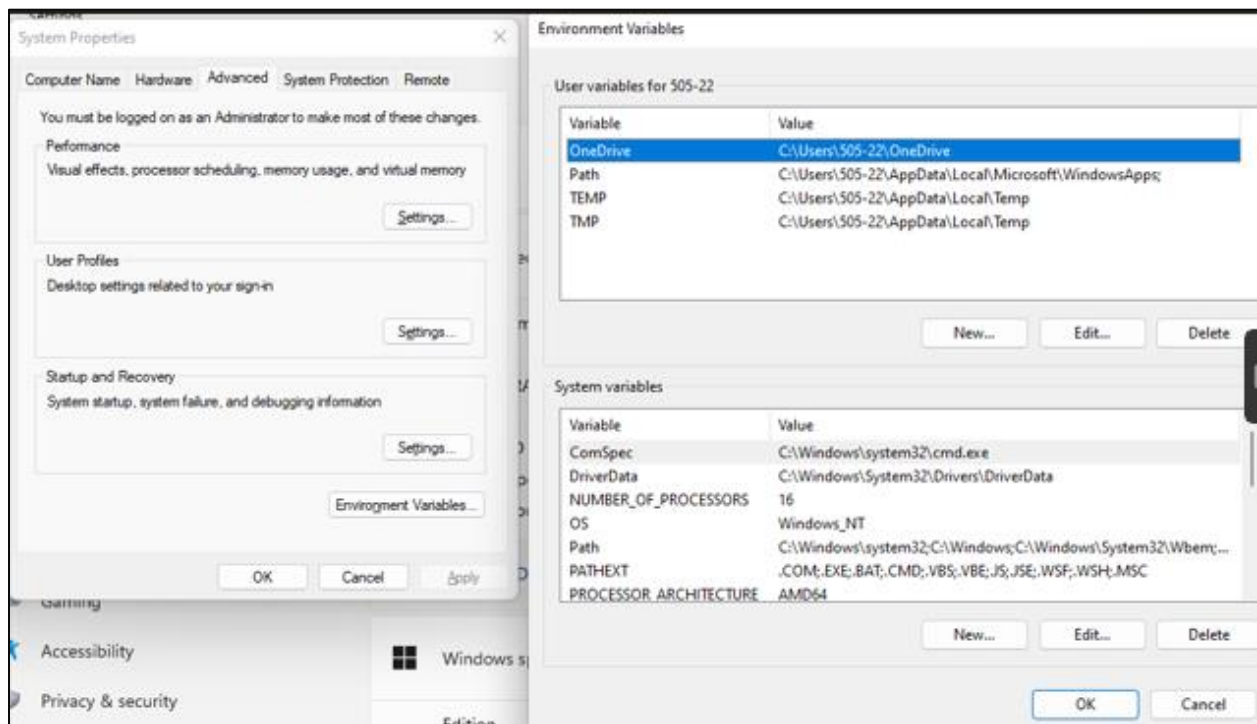 System Properties
Computer Name Hardware Advanced System Protection Remote
You must be logged on as an Administrator to make most of these changes.
Performance
Visual effects, processor scheduling, memory usage, and virtual memory
Settings...
User Profiles
Desktop settings related to your sign-in
Settings...
Startup and Recovery
System startup, system failure, and debugging information
Settings...
Environment Variables...
OK Cancel Apply
Gaming
Accessibility
Privacy & security
Windows
Environment Variables
User variables for 505-22
Variable Value
OneDrive C:\Users\505-22\OneDrive
Path C:\Users\505-22\AppData\Local\Microsoft\WindowsApps;
TEMP C:\Users\505-22\AppData\Local\Temp
TMP C:\Users\505-22\AppData\Local\Temp
New... Edit... Delete
System variables
Variable Value
ComSpec C:\Windows\system32\cmd.exe
DriverData C:\Windows\System32\Drivers\DriverData
NUMBER_OF_PROCESSORS 16
OS Windows_NT
Path C:\Windows\system32;C:\Windows;C:\Windows\System32\Wbem;...
PATHEXT .COM;.EXE;.BAT;.CMD;.VBS;.VBE;.JS;.JSE;.WSF;.WSH;.MSC
PROCESSOR_ARCHITECTURE AMD64
New... Edit... Delete
OK Cancel